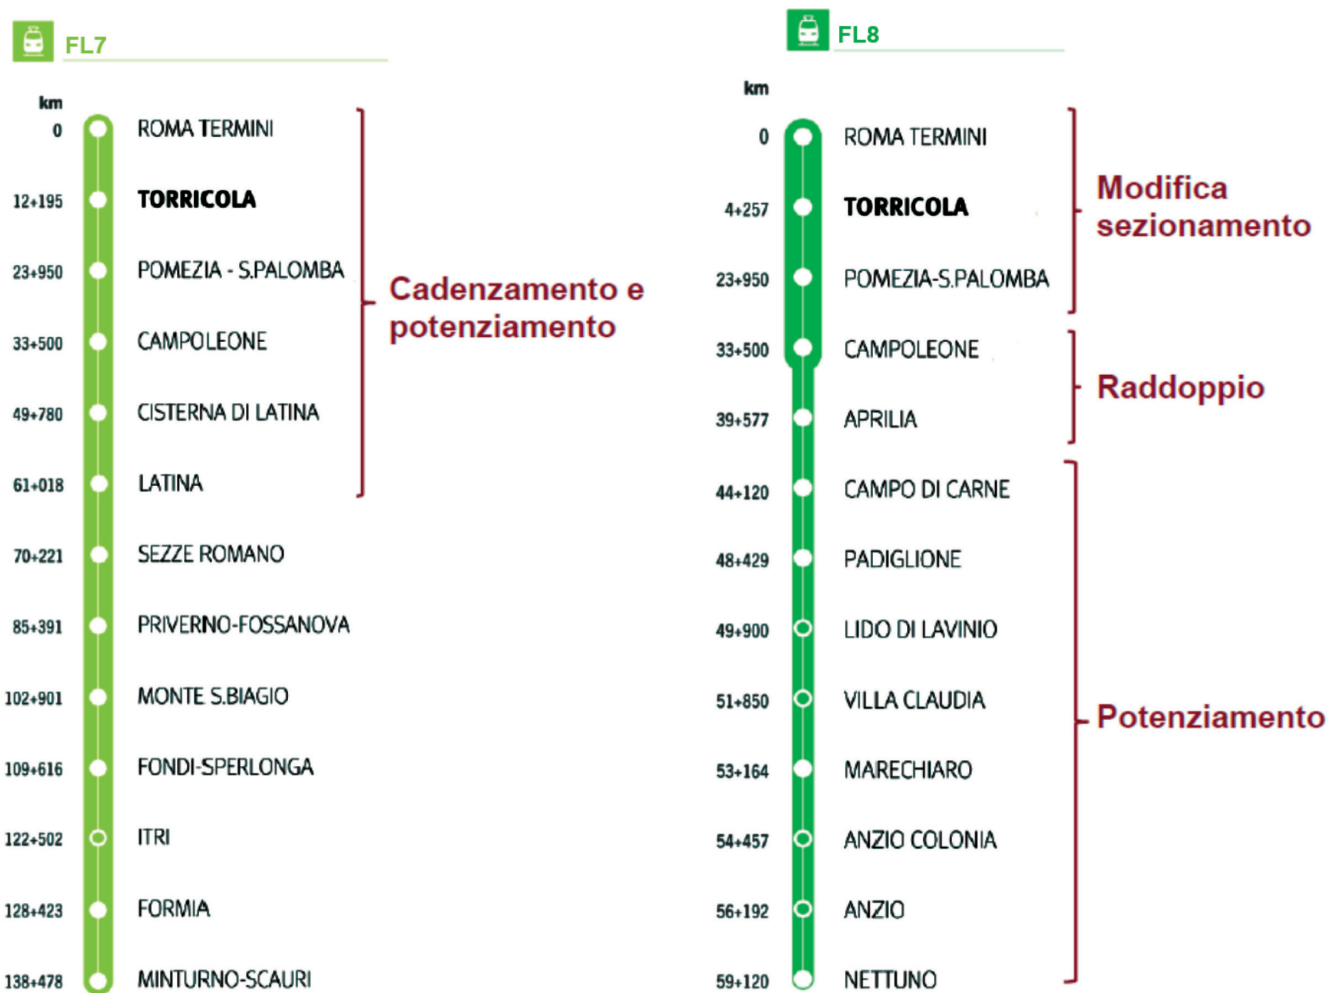 FL7
km
0 ROMA TERMINI
12+195 TORRICOLA
23+950 POMEZIA - S.PALOMBA
33+500 CAMPOLEONE
49+780 CISTERNA DI LATINA
61+018 LATINA
70+221 SEZZE ROMANO
85+391 PRIVERNO-FOSSANOVA
102+901 MONTE S.BIAGIO
109+616 FONDI-SPERLONGA
122+502 ITRI
128+423 FORMIA
138+478 MINTURNO-SCAURI
Cadenzamento e
potenziamento
FL8
km
0 ROMA TERMINI
4+257 TORRICOLA
23+950 POMEZIA-S.PALOMBA
33+500 CAMPOLEONE
39+577 APRILIA
44+120 CAMPO DI CARNE
48+429 PADIGLIONE
49+900 LIDO DI LAVINIO
51+850 VILLA CLAUDIA
53+164 MARECHIARO
54+457 ANZIO COLONIA
56+192 ANZIO
59+120 NETTUNO
Modifica
sezionamento
Raddoppio
Potenziamento